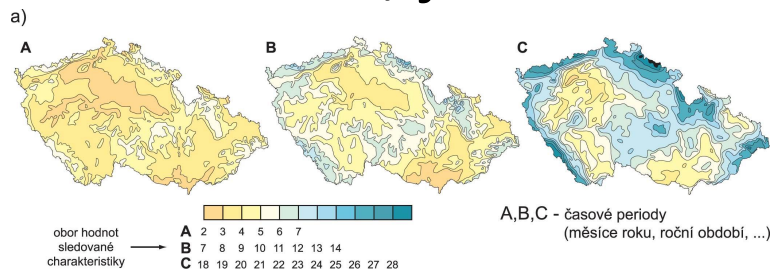 a)
A
B
C
A 2 3 4 5 6 7
B 7 8 9 10 11 12 13 14
C 18 19 20 21 22 23 24 25 26 27 28
obor hodnot
sledované
charakteristiky
A,B,C - časové periody
(měsíce roku, roční období, ...)